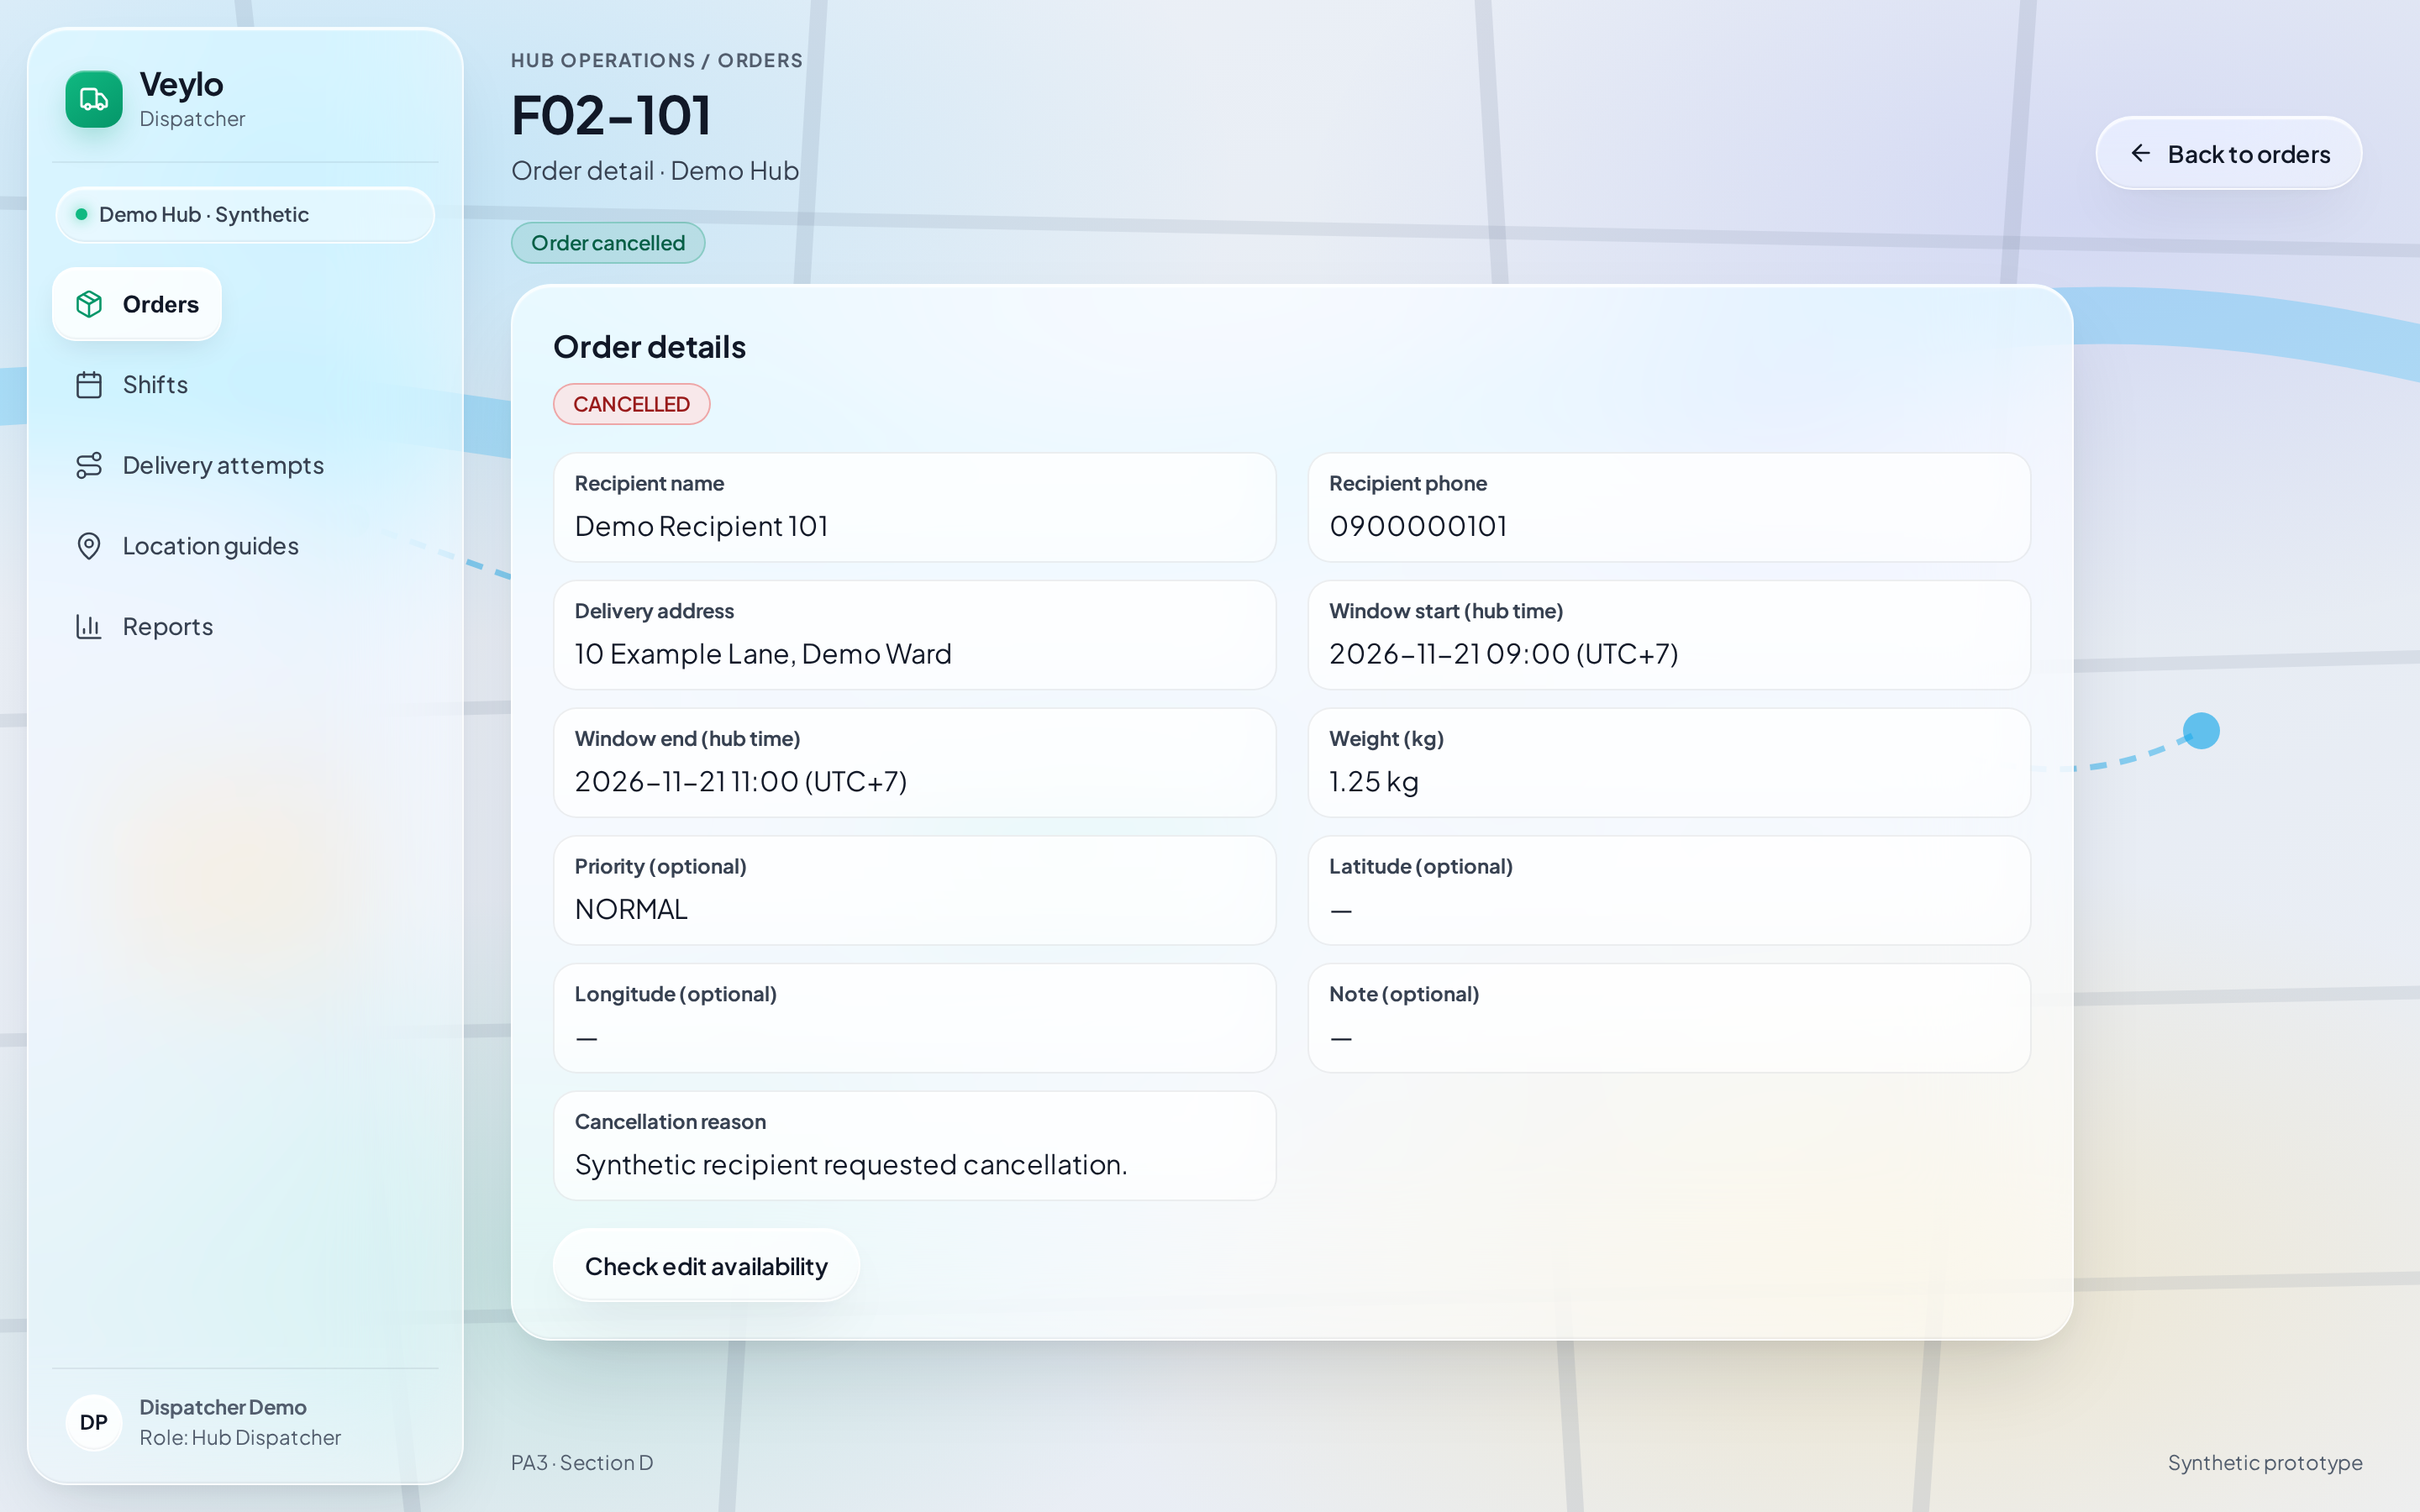 Veylo
Dispatcher
Demo Hub · Synthetic
Orders
Shifts
Delivery attempts
Location guides
Reports
DP
Dispatcher Demo
Role: Hub Dispatcher
HUB OPERATIONS / ORDERS
F02-101
Order detail · Demo Hub
Back to orders
Order cancelled
Order details
CANCELLED
Recipient name
Demo Recipient 101
Recipient phone
0900000101
Delivery address
10 Example Lane, Demo Ward
Window start (hub time)
2026-11-21 09:00 (UTC+7)
Window end (hub time)
2026-11-21 11:00 (UTC+7)
Weight (kg)
1.25 kg
Priority (optional)
NORMAL
Latitude (optional)
—
Longitude (optional)
—
Note (optional)
—
Cancellation reason
Synthetic recipient requested cancellation.
Check edit availability
PA3 · Section D
Synthetic prototype